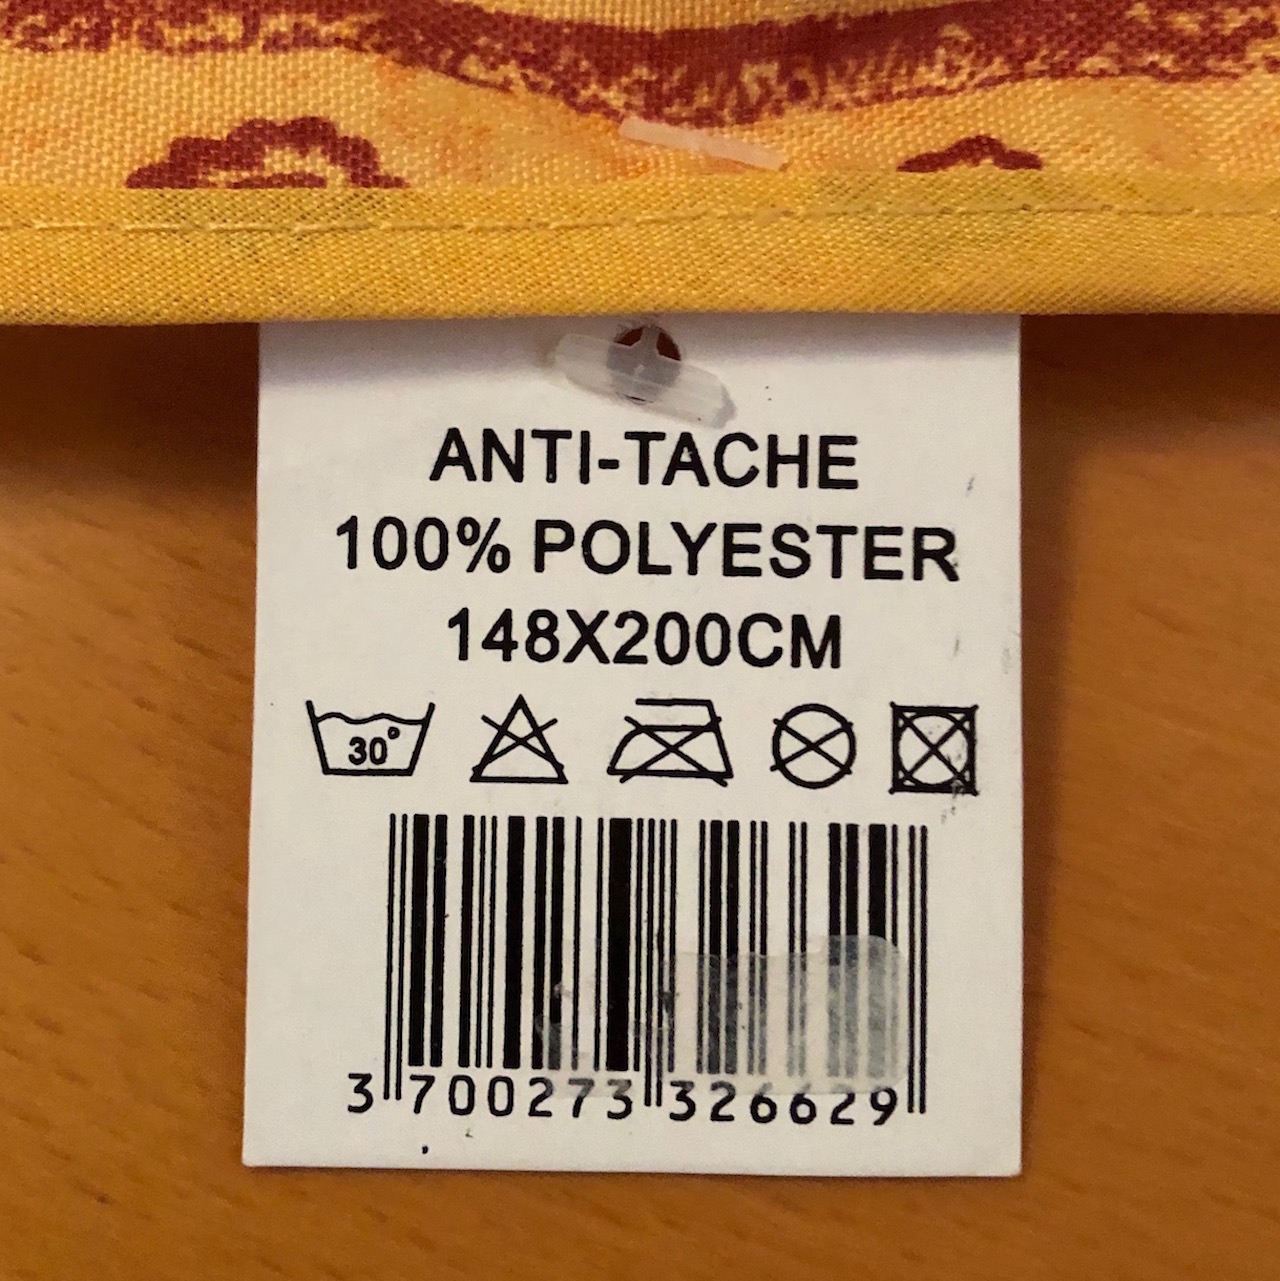 ANTI-TACHE
100% POLYESTER
148X200CM
30°
3 700273 326629